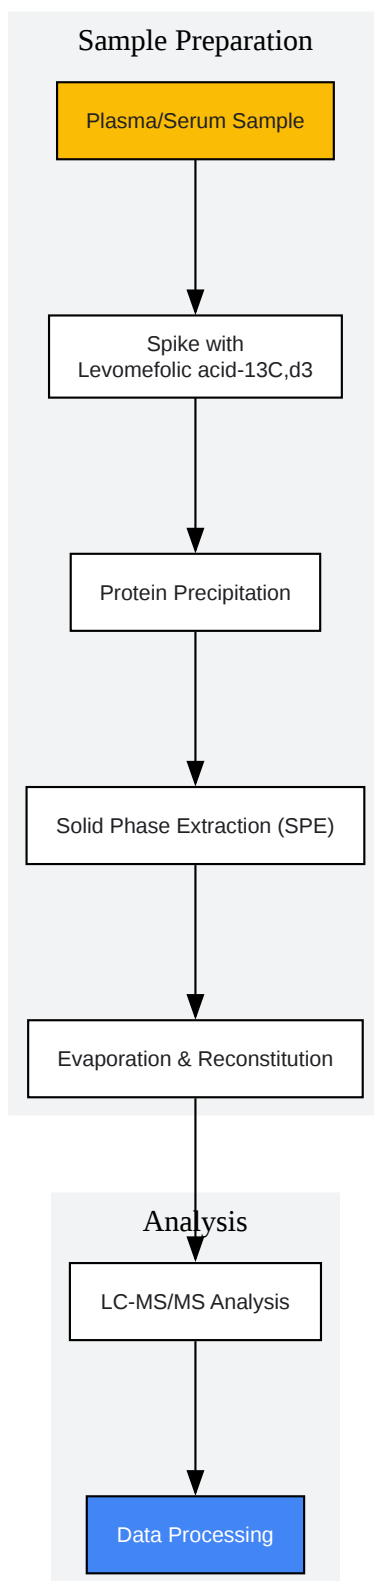 Sample Preparation
Plasma/Serum Sample
Spike with
Levomefolic acid-13C,d3
Protein Precipitation
Solid Phase Extraction (SPE)
Evaporation & Reconstitution
Analysis
LC-MS/MS Analysis
Data Processing